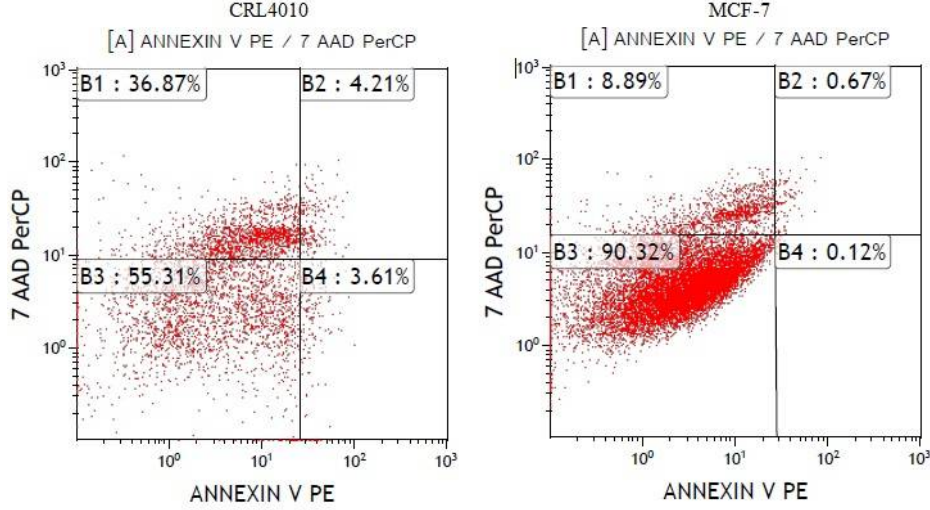 CRL4010
[A] ANNEXIN V PE / 7 AAD PerCP
10³
B1 : 36.87%
B2 : 4.21%
10²
7 AAD PerCP
10¹
B3 : 55.31%
B4 : 3.61%
10⁰
10⁰ 10¹ 10² 10³
ANNEXIN V PE
MCF-7
[A] ANNEXIN V PE / 7 AAD PerCP
10³
B1 : 8.89%
B2 : 0.67%
10²
7 AAD PerCP
10¹
B3 : 90.32%
B4 : 0.12%
10⁰
10⁰ 10¹ 10² 10³
ANNEXIN V PE